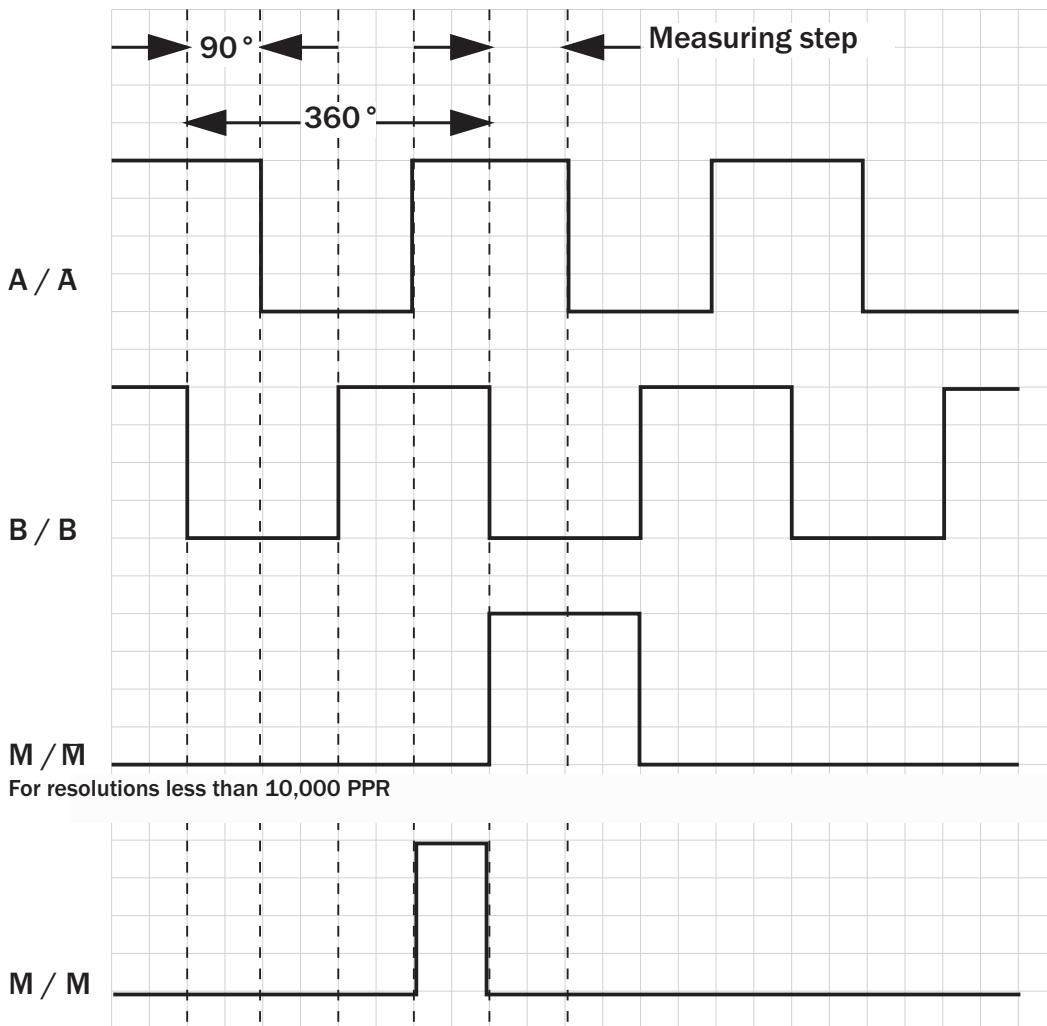 90°
Measuring step
360°
A / A̅
B / B
M / M̅
For resolutions less than 10,000 PPR
M / M